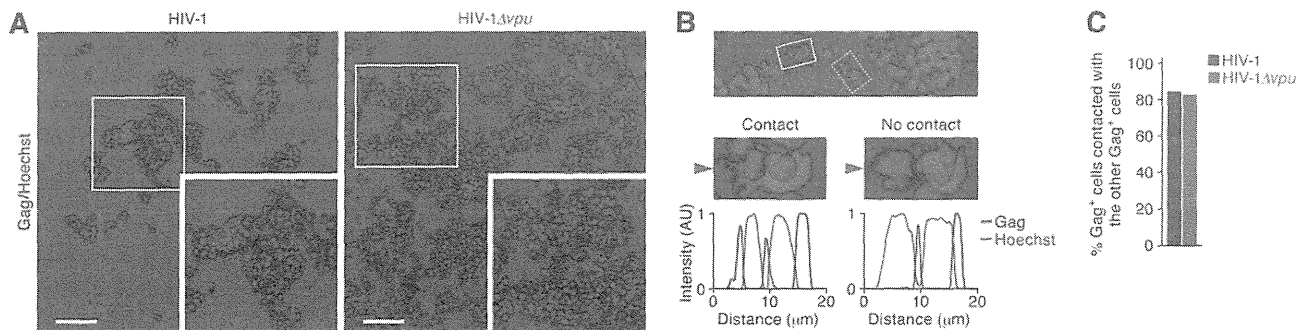 A
HIV-1
HIV-1Δvpu
Gag/Hoechst
B
Contact
No contact
Intensity (AU)
1
0
0
10
20
Distance (μm)
1
0
0
10
20
Distance (μm)
Gag
Hoechst
C
% Gag⁺ cells contacted with
the other Gag⁺ cells
100
80
60
40
20
0
HIV-1
HIV-1Δvpu